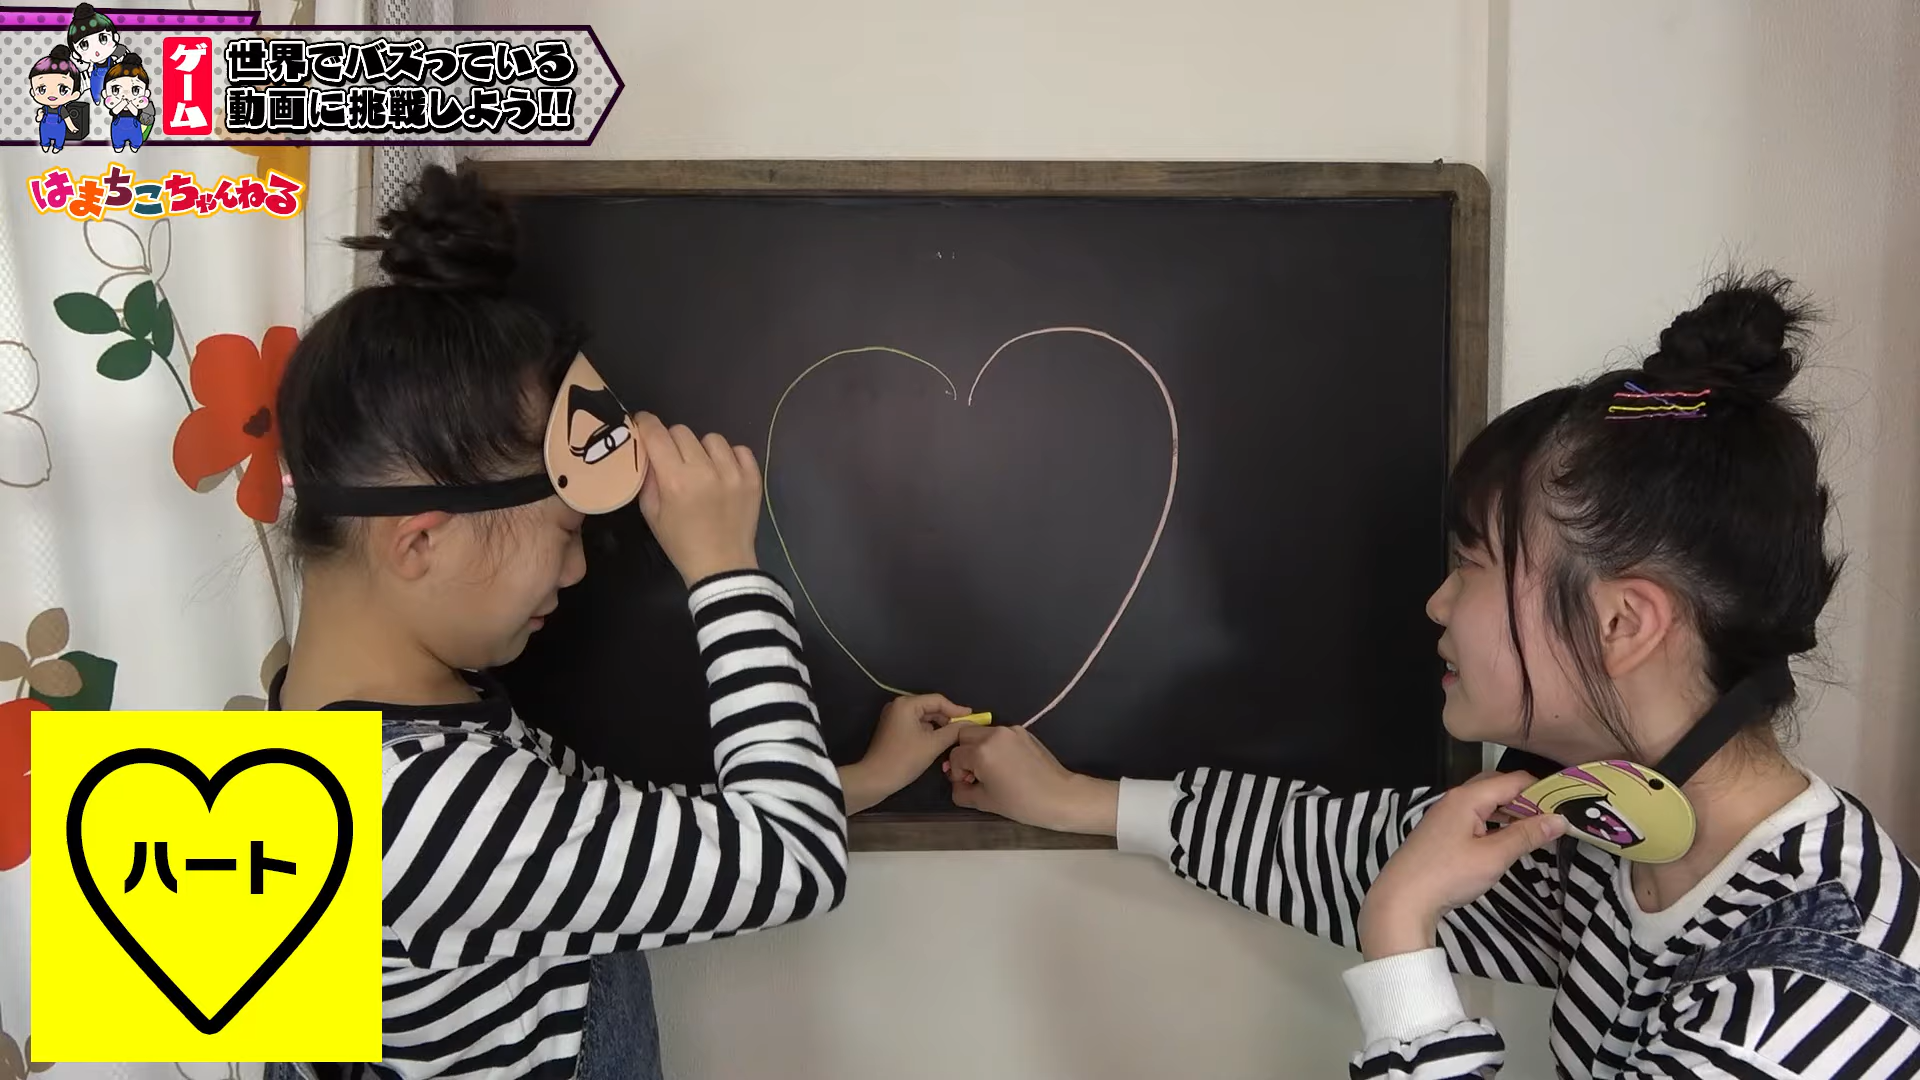 ゲーム
世界でバズっている
動画に挑戦しよう!!
はまちこちゃんねる
ハート